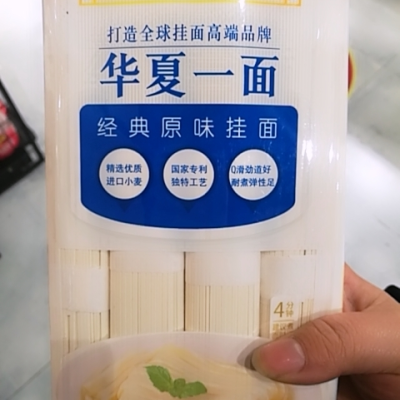 打造全球挂面高端品牌
华夏一面
经典原味挂面
精选优质
进口小麦
国家专利
独特工艺
Q滑劲道好
耐煮弹性足
4分钟